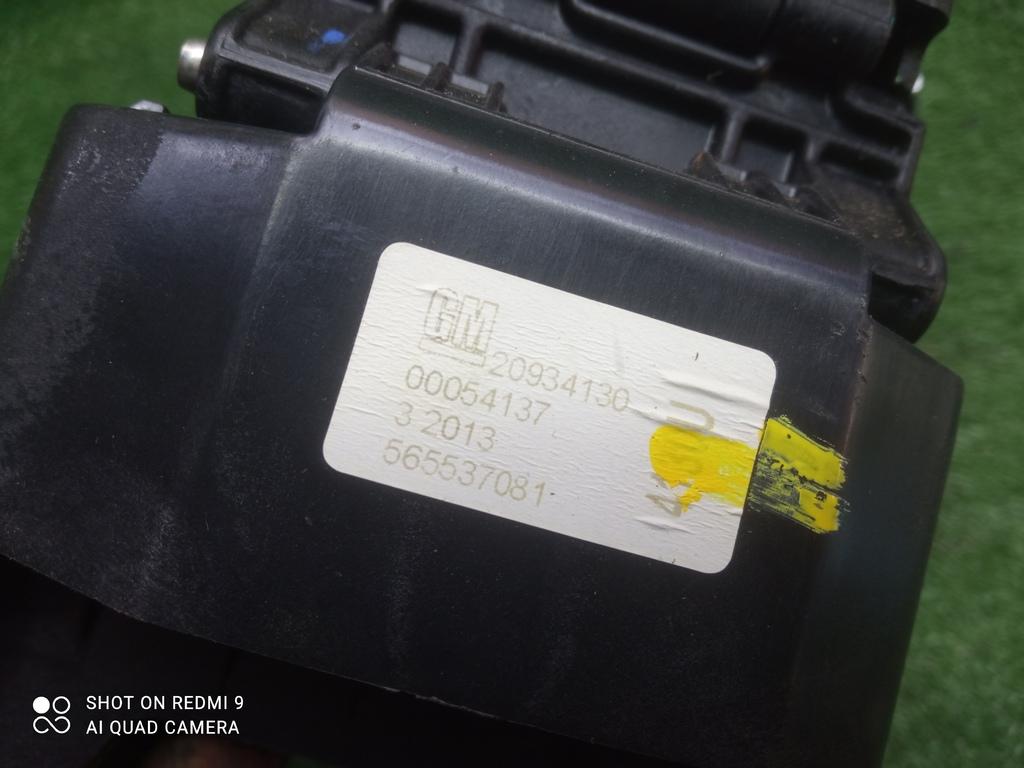 GM 20934130
00054137
3 2013
565537081
SHOT ON REDMI 9
AI QUAD CAMERA